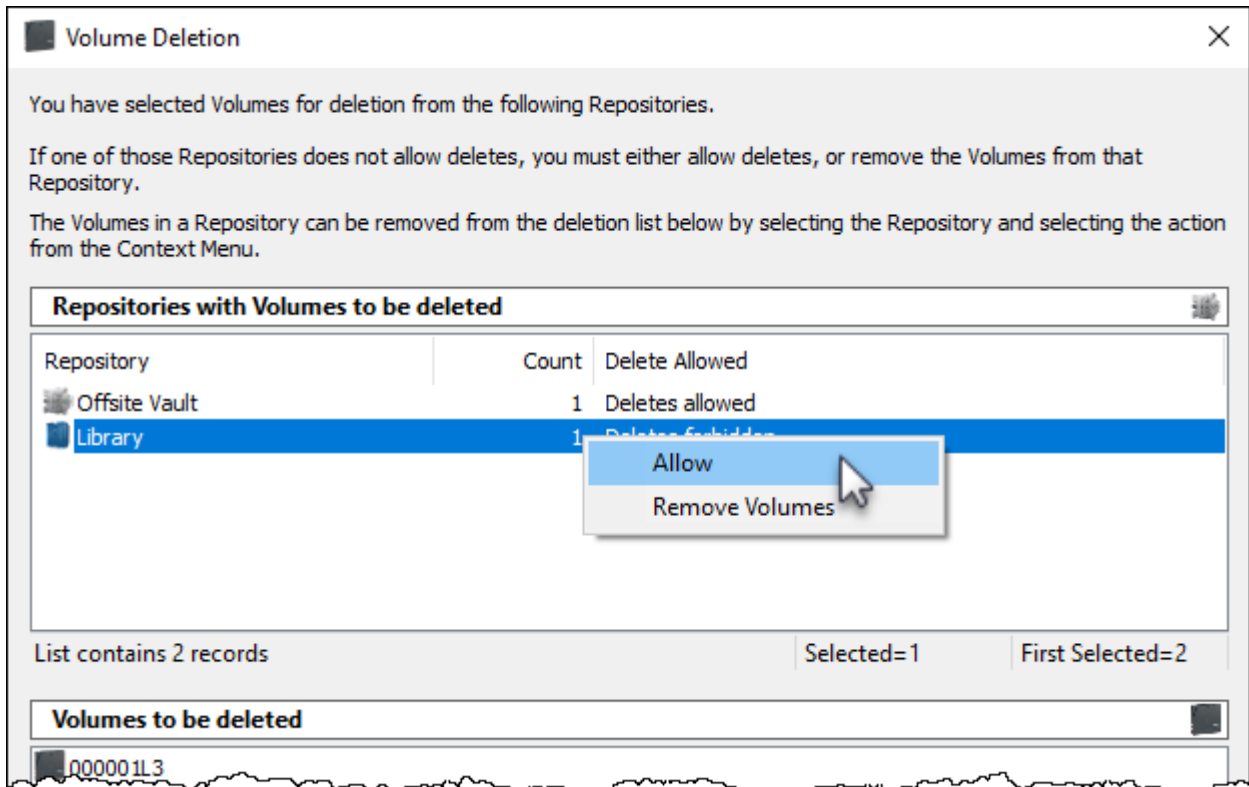 Volume Deletion
You have selected Volumes for deletion from the following Repositories.
If one of those Repositories does not allow deletes, you must either allow deletes, or remove the Volumes from that
Repository.
The Volumes in a Repository can be removed from the deletion list below by selecting the Repository and selecting the action
from the Context Menu.
Repositories with Volumes to be deleted
Repository Count Delete Allowed
Offsite Vault 1 Deletes allowed
Library 1 Deletes forbidden
Allow
Remove Volumes
List contains 2 records Selected=1 First Selected=2
Volumes to be deleted
000001L3